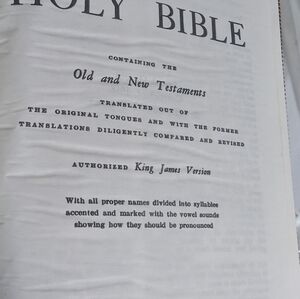 HOLY BIBLE
CONTAINING THE
Old and New Testaments
TRANSLATED OUT OF
THE ORIGINAL TONGUES AND WITH THE FORMER
TRANSLATIONS DILIGENTLY COMPARED AND REVISED
AUTHORIZED King James Version
With all proper names divided into syllables
accented and marked with the vowel sounds
showing how they should be pronounced